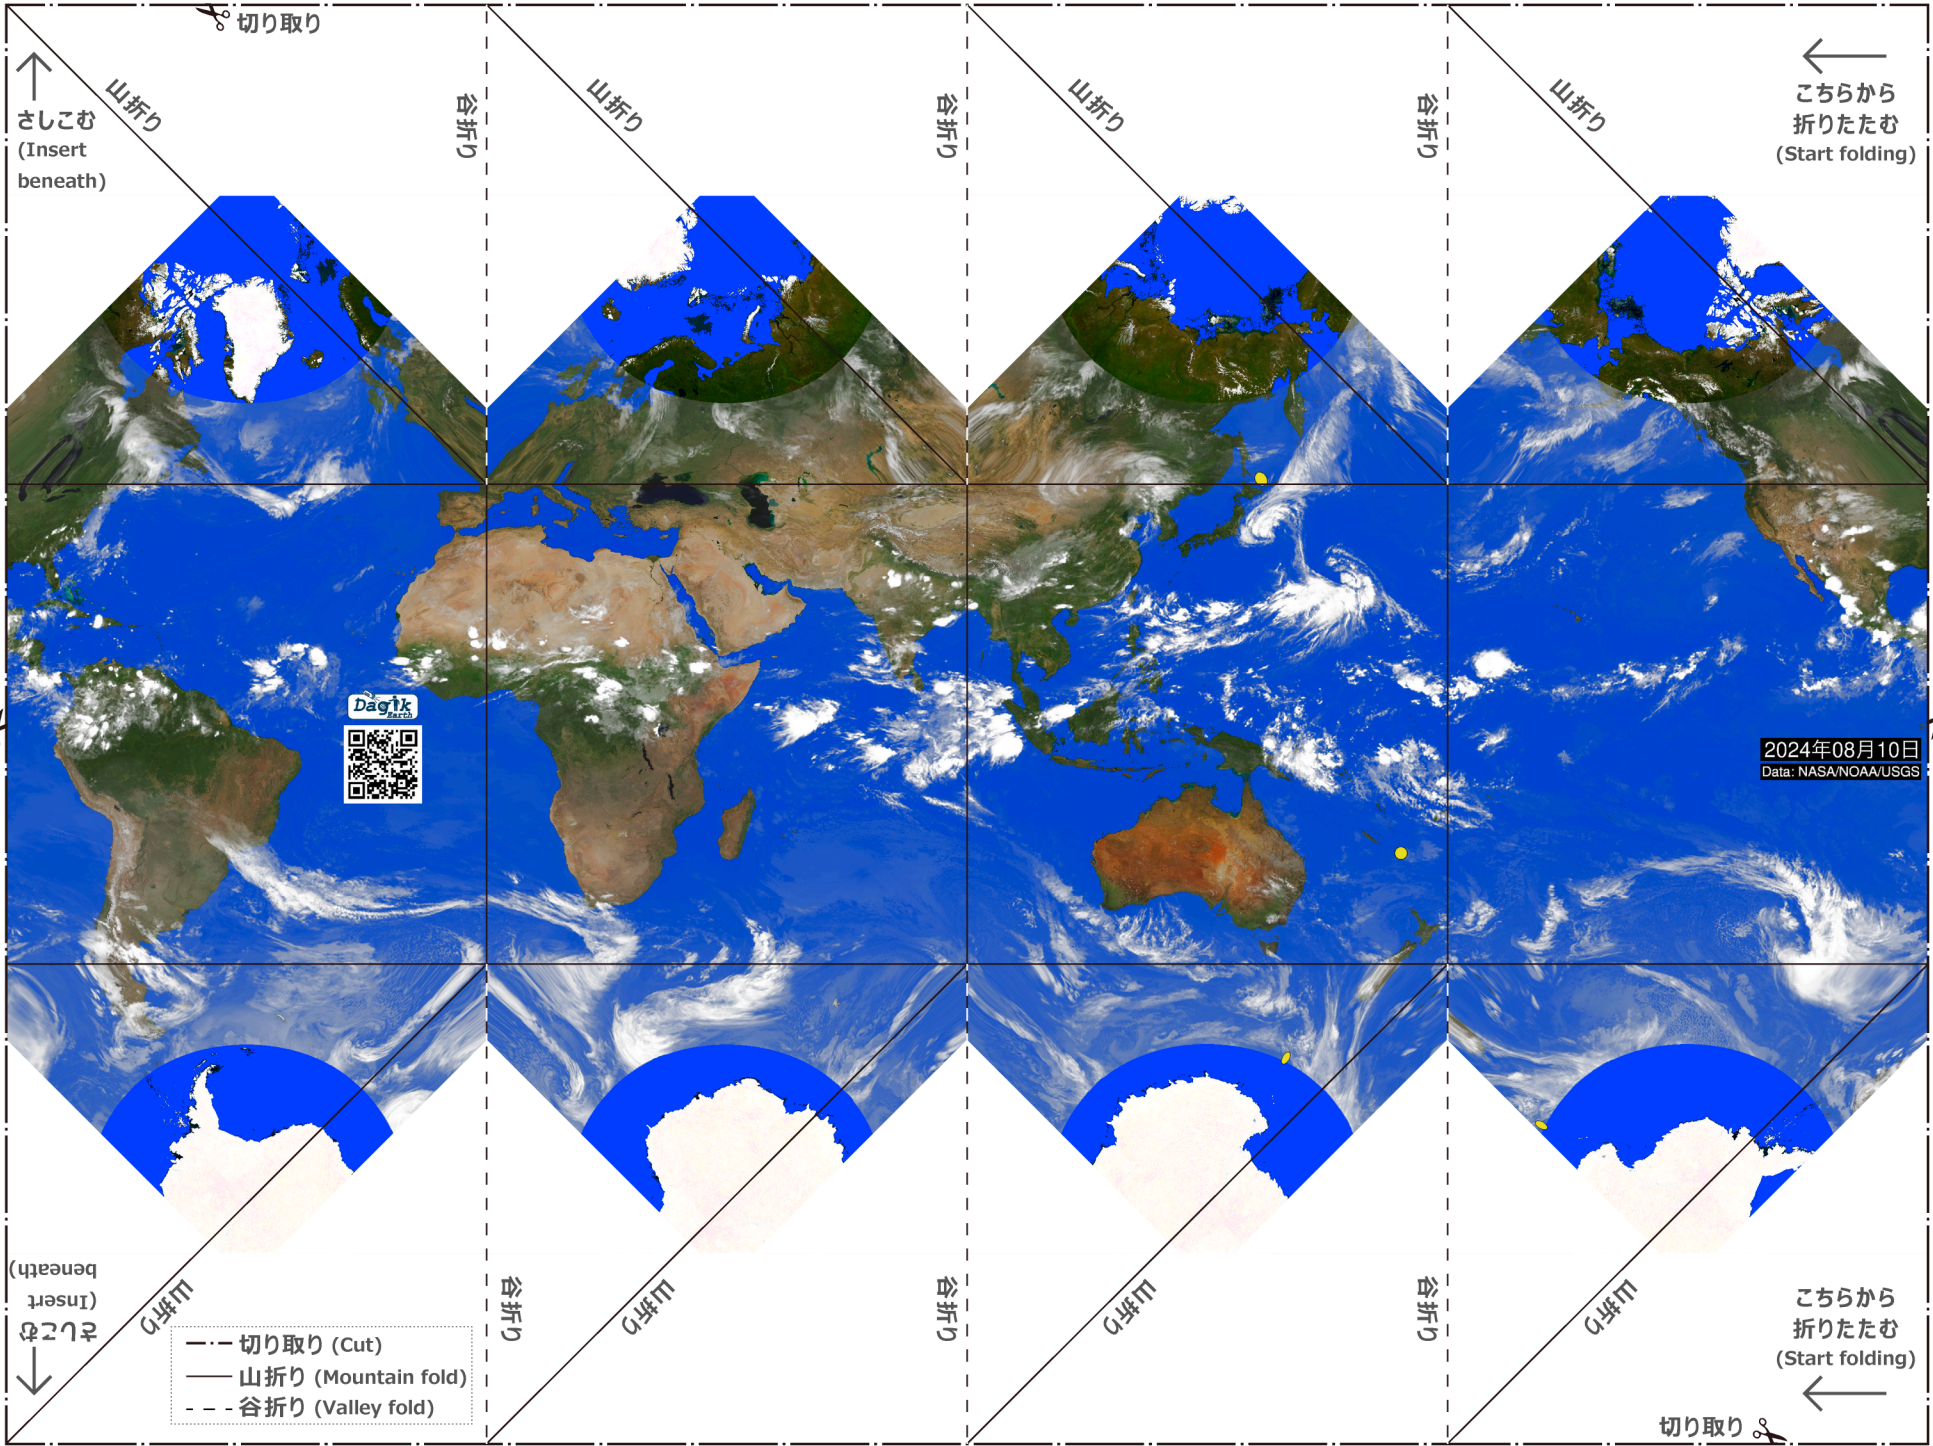 切り取り
さしこむ
(Insert
beneath)
山折り
谷折り
山折り
谷折り
山折り
谷折り
山折り
こちらから
折りたたむ
(Start folding)
Dagik
Earth
2024年08月10日
Data: NASA/NOAA/USGS
さしこむ
(Insert
beneath)
山折り
谷折り
山折り
谷折り
山折り
谷折り
山折り
こちらから
折りたたむ
(Start folding)
切り取り (Cut)
山折り (Mountain fold)
谷折り (Valley fold)
切り取り